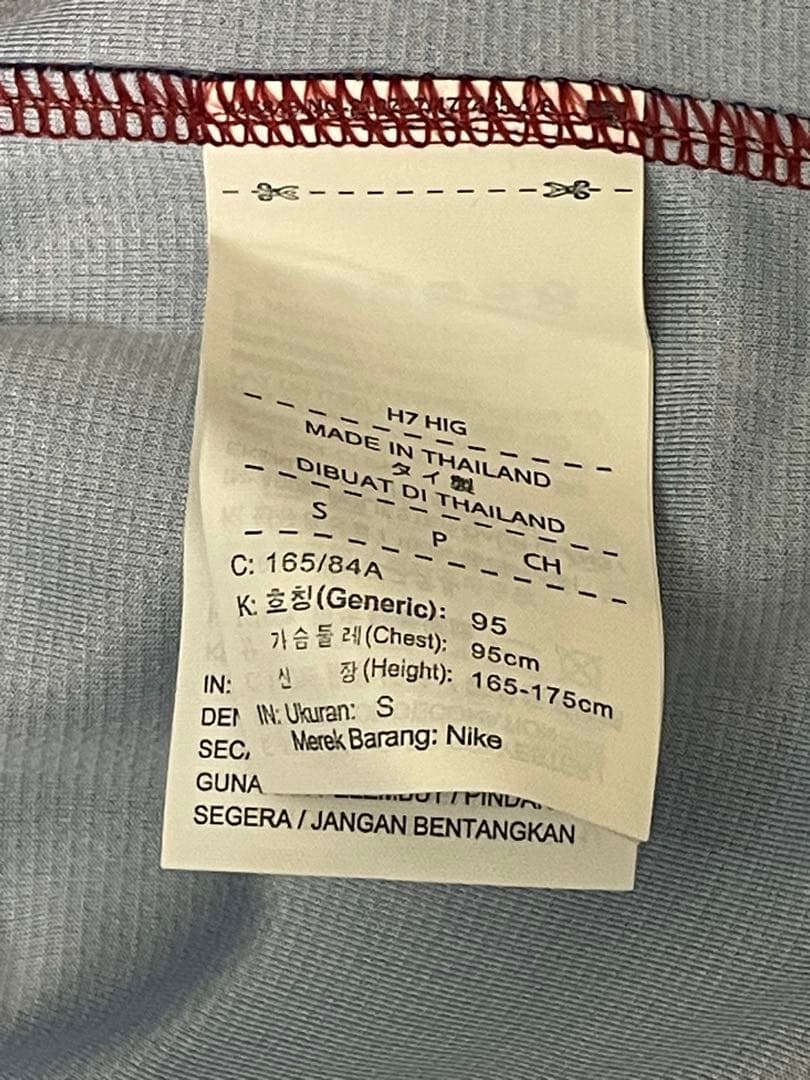 H7 HIG
MADE IN THAILAND
タイ製
DIBUAT DI THAILAND
S P CH
C: 165/84A
K: 호칭(Generic): 95
가슴둘레(Chest): 95cm
신 장(Height): 165-175cm
IN: Ukuran: S
Merek Barang: Nike
IN:
GUNA
SEGERA / JANGAN BENTANGKAN